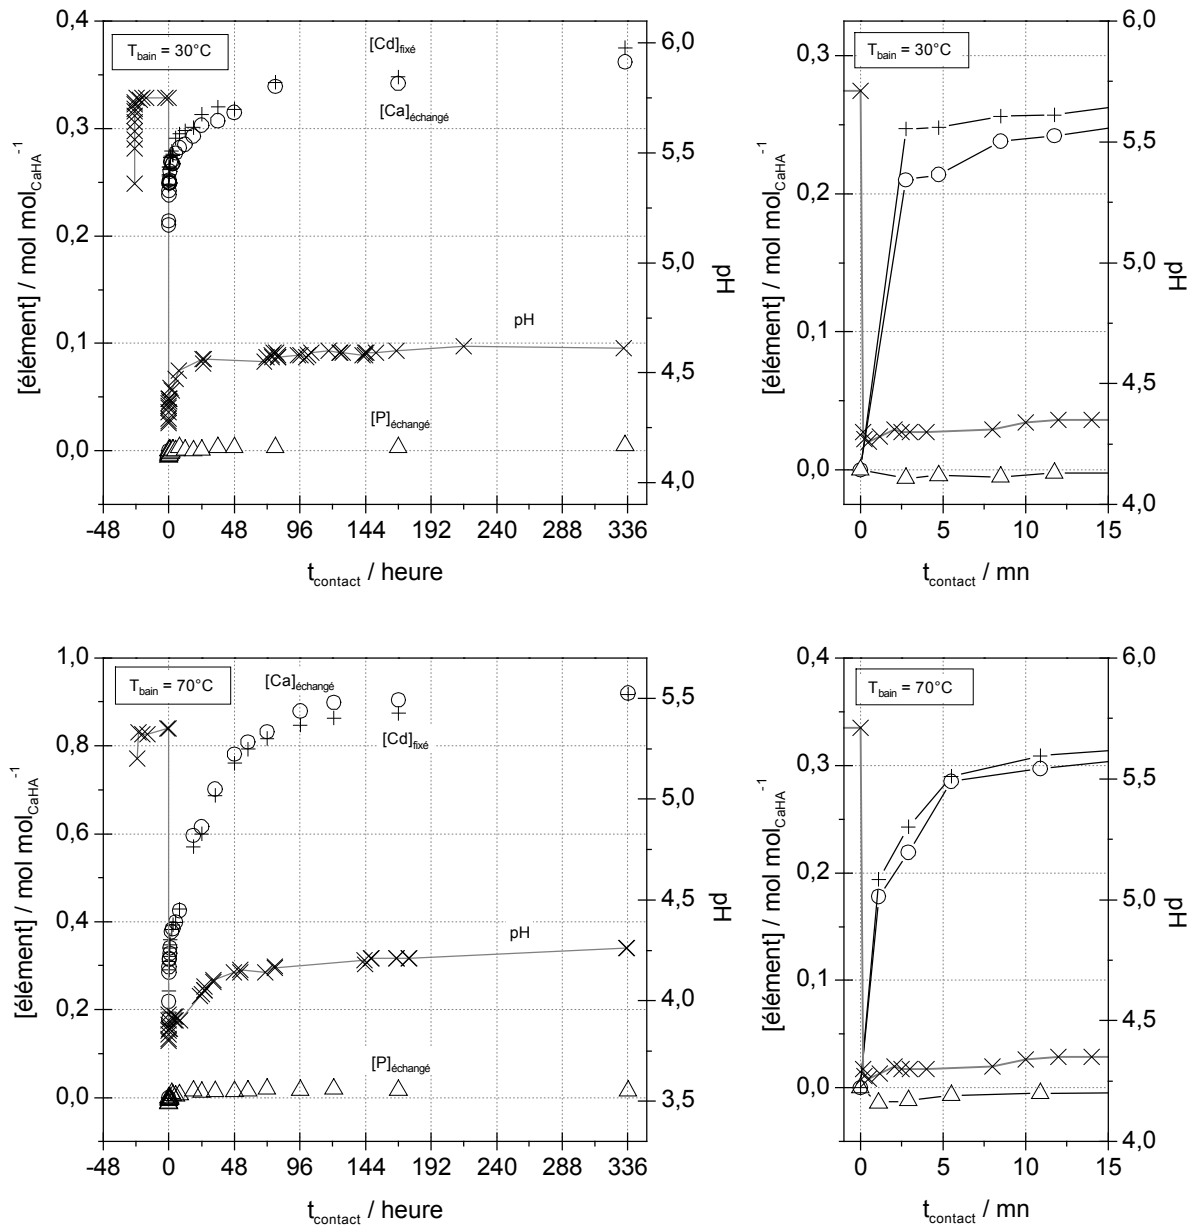 0,4
0,3
0,2
0,1
0,0
[élément] / mol mol_CaHA^-1
T_bain = 30°C
[Cd]_fixé
[Ca]_échangé
pH
[P]_échangé
6,0
5,5
5,0
4,5
4,0
pH
-48 0 48 96 144 192 240 288 336
t_contact / heure
0,3
0,2
0,1
0,0
[élément] / mol mol_CaHA^-1
T_bain = 30°C
6,0
5,5
5,0
4,5
4,0
pH
0 5 10 15
t_contact / mn
1,0
0,8
0,6
0,4
0,2
0,0
[élément] / mol mol_CaHA^-1
T_bain = 70°C
[Ca]_échangé
[Cd]_fixé
pH
[P]_échangé
5,5
5,0
4,5
4,0
3,5
pH
-48 0 48 96 144 192 240 288 336
t_contact / heure
0,4
0,3
0,2
0,1
0,0
[élément] / mol mol_CaHA^-1
T_bain = 70°C
6,0
5,5
5,0
4,5
4,0
pH
0 5 10 15
t_contact / mn